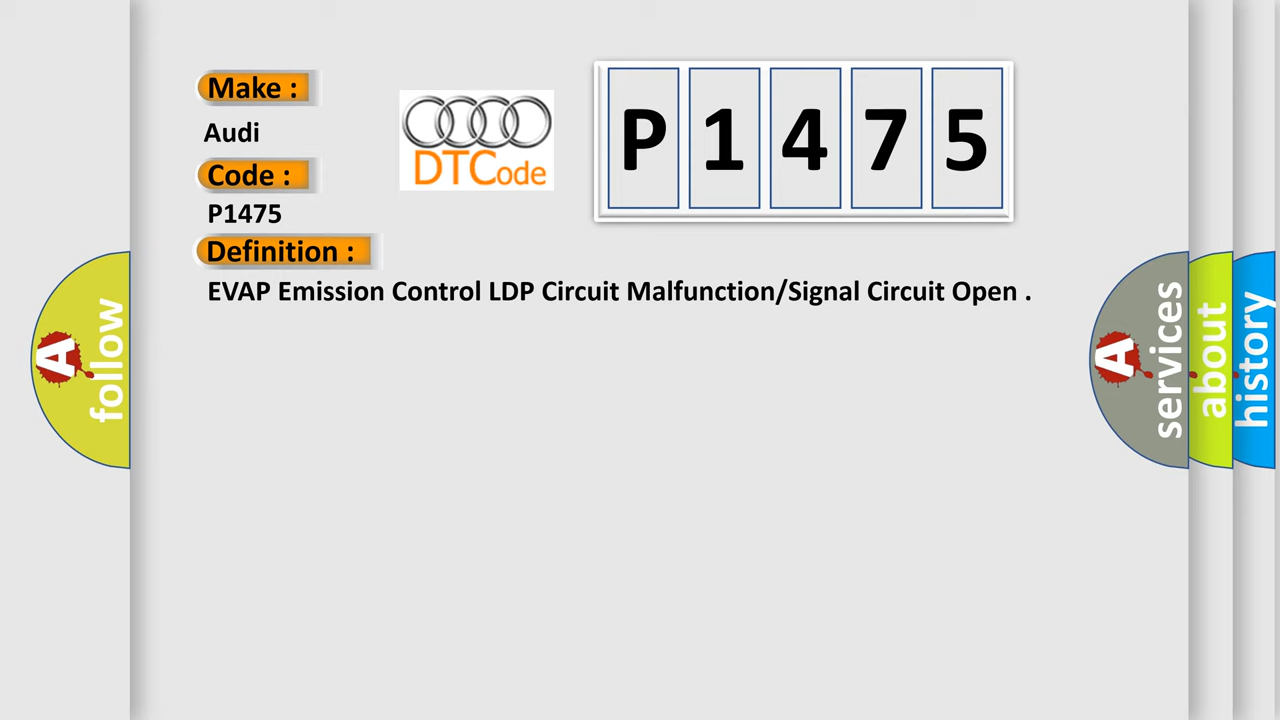 Make :
Audi
Code :
P1475
Definition :
EVAP Emission Control LDP Circuit Malfunction/Signal Circuit Open .
DTCode
P 1 4 7 5
A follow
A services
about
history